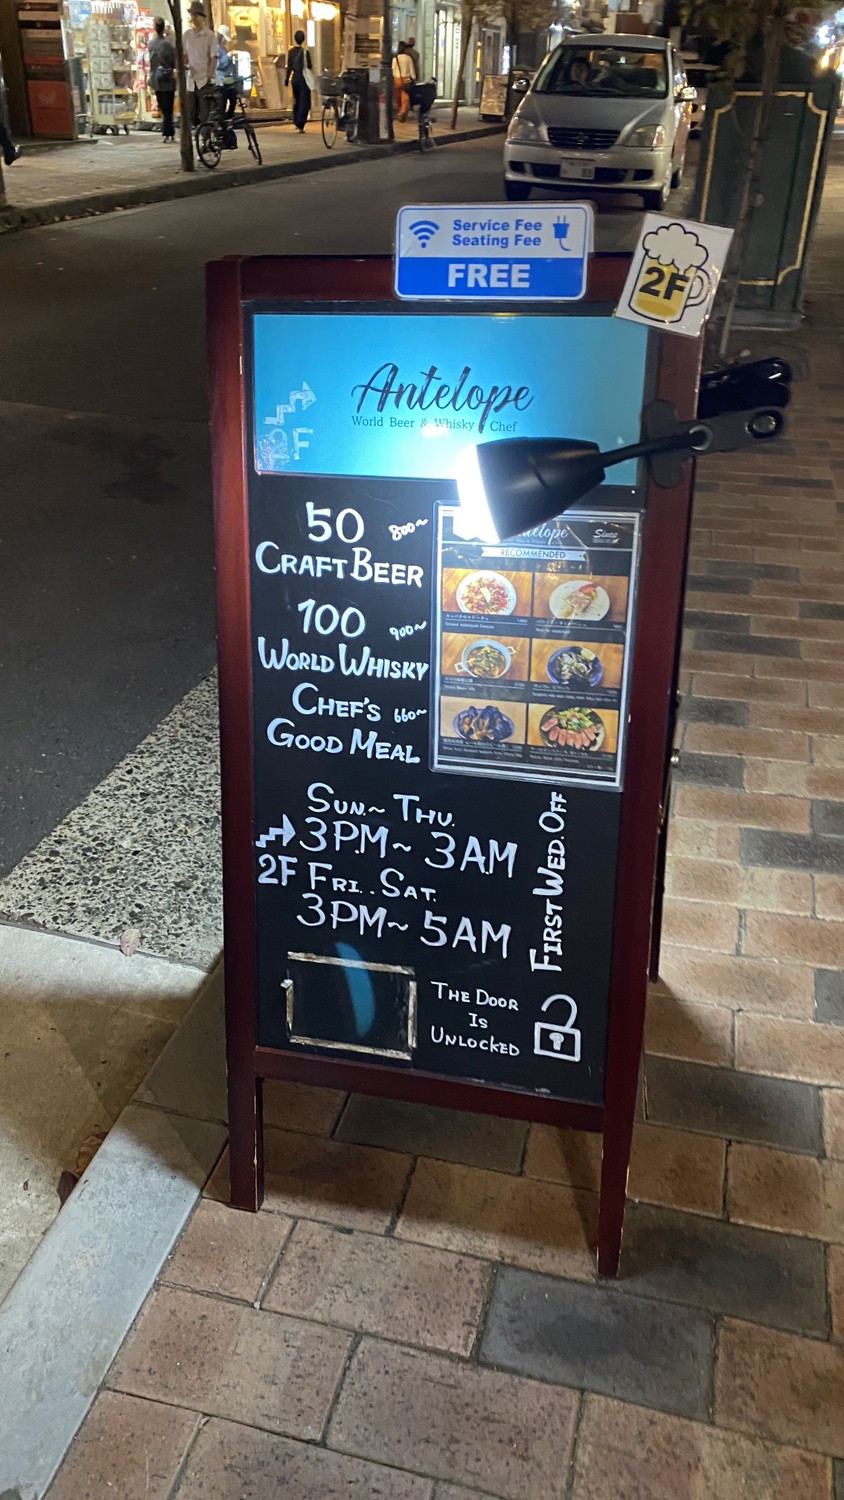 Service Fee
Seating Fee
FREE
2F
Antelope
World Beer & Whisky Chef
2F
50 800~
CRAFT BEER
100 900~
WORLD WHISKY
CHEF'S 660~
GOOD MEAL
RECOMMENDED
SUN.~ THU.
3PM~ 3AM
2F FRI. SAT.
3PM~ 5AM
FIRST WED. OFF
THE DOOR
IS
UNLOCKED